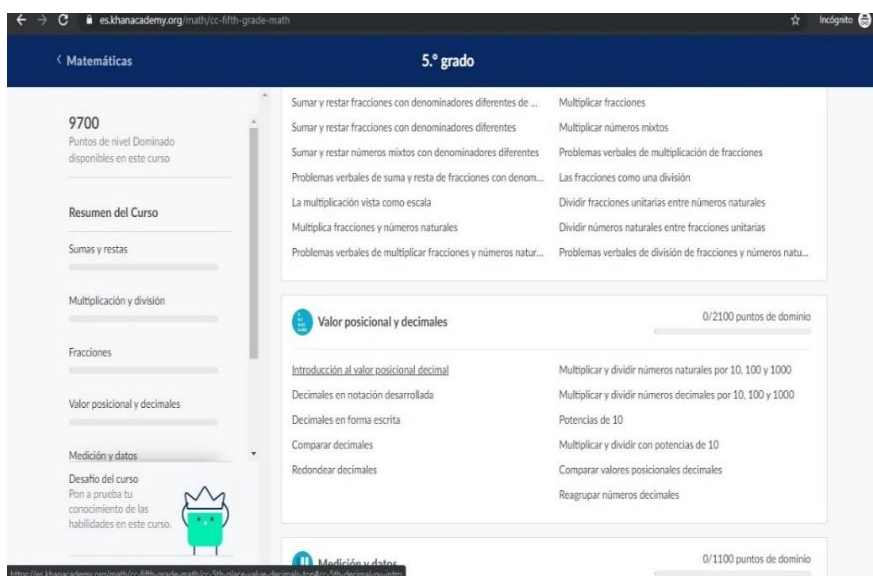 es.khanacademy.org/math/cc-fifth-grade-math
Incógnito
Matemáticas
5.° grado
9700
Puntos de nivel Dominado
disponibles en este curso
Resumen del Curso
Sumas y restas
Multiplicación y división
Fracciones
Valor posicional y decimales
Medición y datos
Desafío del curso
Pon a prueba tu
conocimiento de las
habilidades en este curso.
Sumar y restar fracciones con denominadores diferentes de ...
Sumar y restar fracciones con denominadores diferentes
Sumar y restar números mixtos con denominadores diferentes
Problemas verbales de suma y resta de fracciones con denom...
La multiplicación vista como escala
Multiplica fracciones y números naturales
Problemas verbales de multiplicar fracciones y números natur...
Multiplicar fracciones
Multiplicar números mixtos
Problemas verbales de multiplicación de fracciones
Las fracciones como una división
Dividir fracciones unitarias entre números naturales
Dividir números naturales entre fracciones unitarias
Problemas verbales de división de fracciones y números natu...
Valor posicional y decimales
0/2100 puntos de dominio
Introducción al valor posicional decimal
Decimales en notación desarrollada
Decimales en forma escrita
Comparar decimales
Redondear decimales
Multiplicar y dividir números naturales por 10, 100 y 1000
Multiplicar y dividir números decimales por 10, 100 y 1000
Potencias de 10
Multiplicar y dividir con potencias de 10
Comparar valores posicionales decimales
Reagrupar números decimales
Medición y datos
0/1100 puntos de dominio